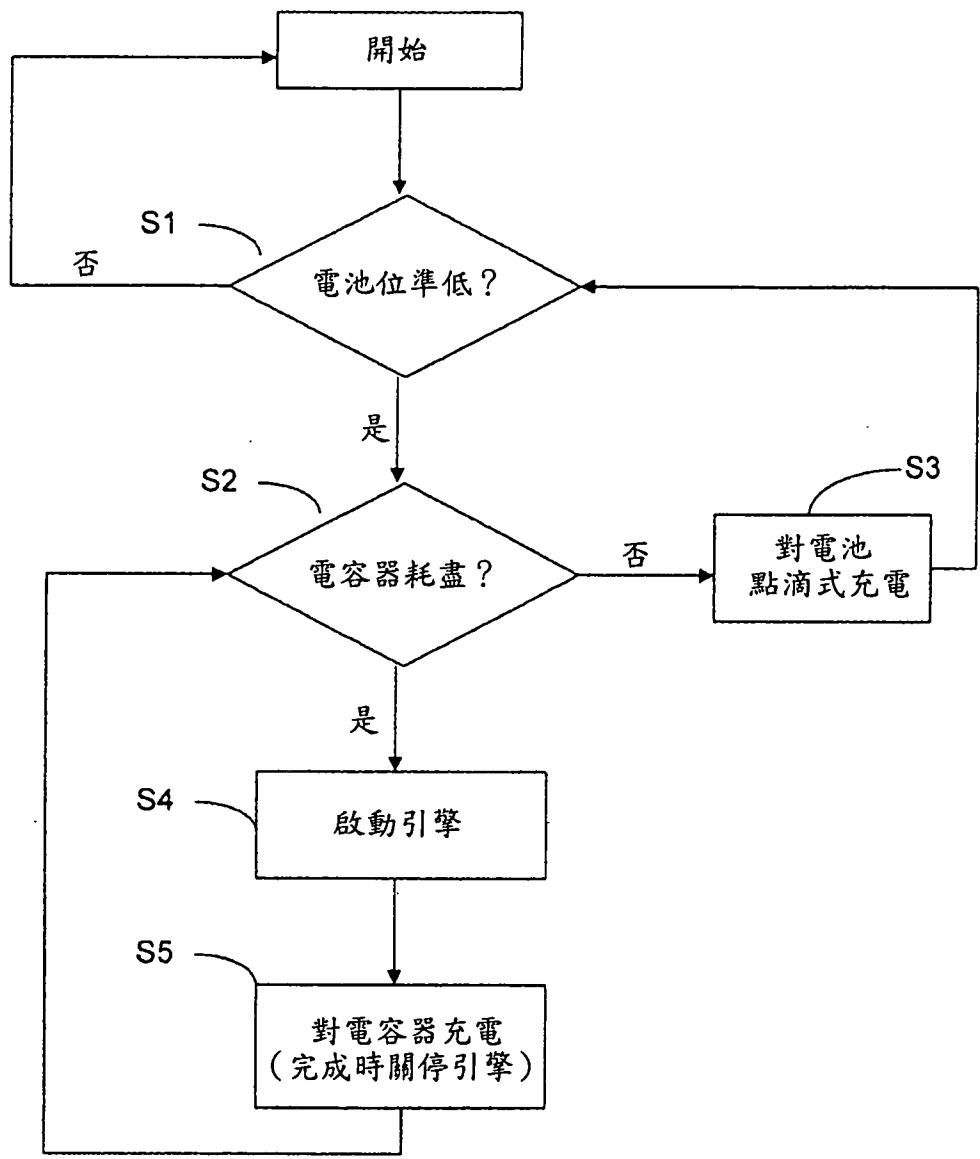 開始
S1
否
電池位準低？
是
S2
S3
電容器耗盡？
否
對電池
點滴式充電
是
S4
啟動引擎
S5
對電容器充電
（完成時關停引擎）